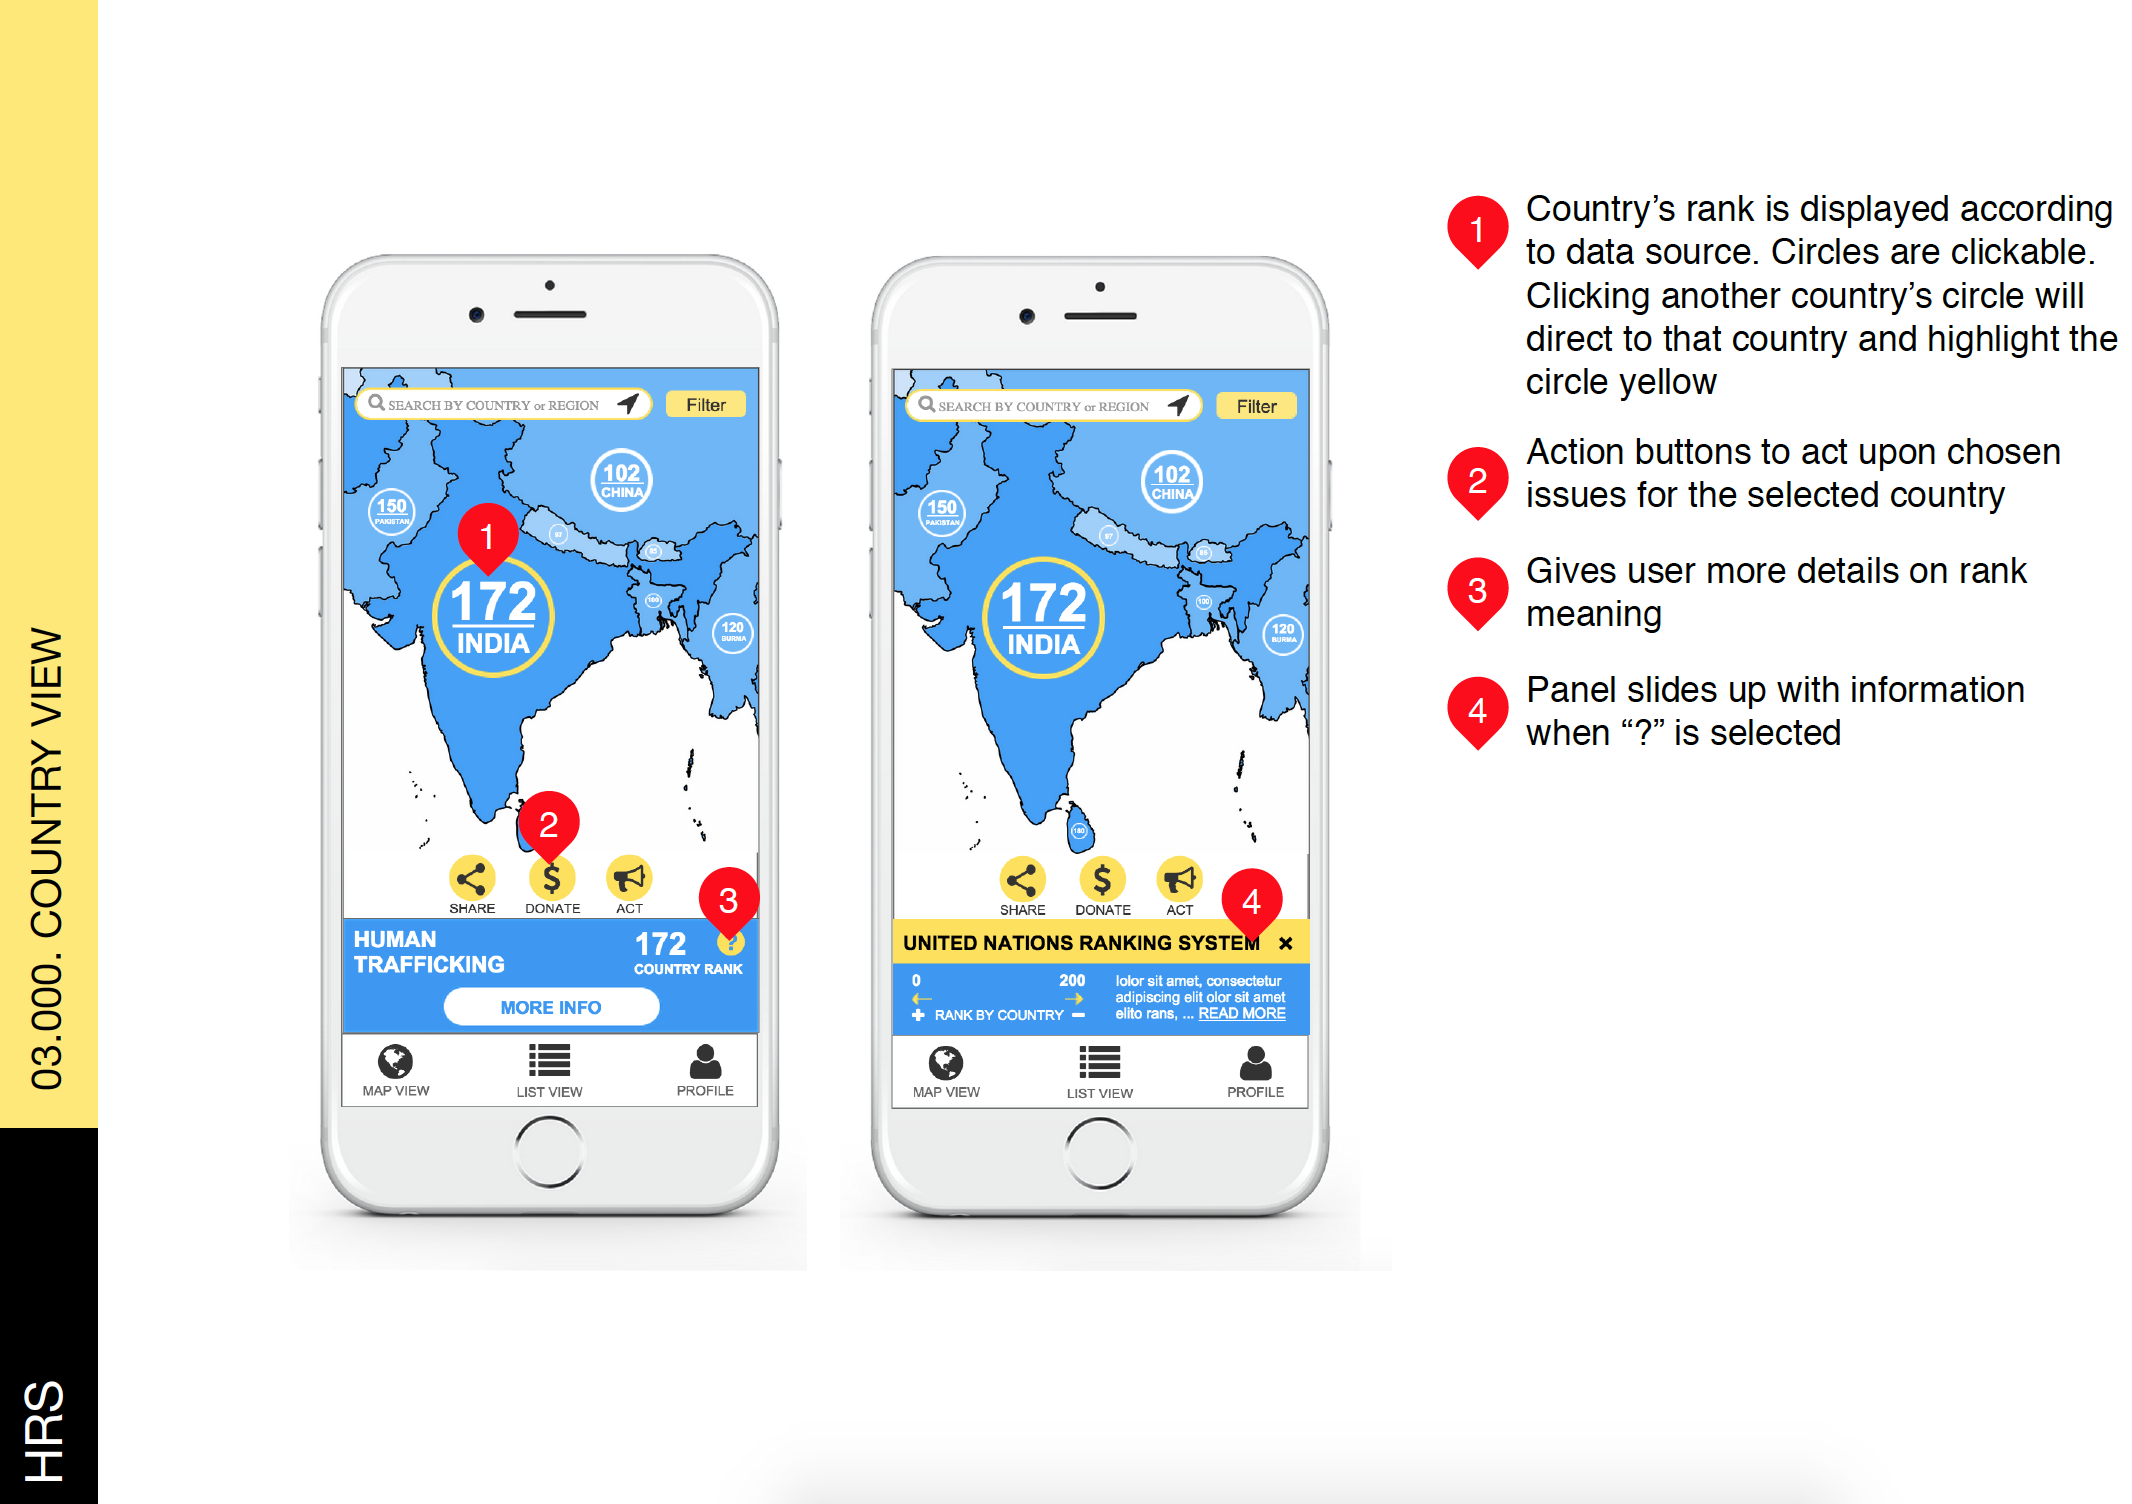 03.000. COUNTRY VIEW
HRS
SEARCH BY COUNTRY or REGION
Filter
102
CHINA
150
PAKISTAN
1
97
85
172
INDIA
100
120
BURMA
2
SHARE
DONATE
ACT
3
HUMAN
TRAFFICKING
172
?
COUNTRY RANK
MORE INFO
MAP VIEW
LIST VIEW
PROFILE
SEARCH BY COUNTRY or REGION
Filter
102
CHINA
150
PAKISTAN
97
85
172
INDIA
100
120
BURMA
180
SHARE
DONATE
ACT
4
UNITED NATIONS RANKING SYSTEM
0
200
RANK BY COUNTRY
lolor sit amet, consectetur
adipiscing elit olor sit amet
elito rans, ... READ MORE
MAP VIEW
LIST VIEW
PROFILE
1
Country’s rank is displayed according
to data source. Circles are clickable.
Clicking another country’s circle will
direct to that country and highlight the
circle yellow
2
Action buttons to act upon chosen
issues for the selected country
3
Gives user more details on rank
meaning
4
Panel slides up with information
when “?” is selected